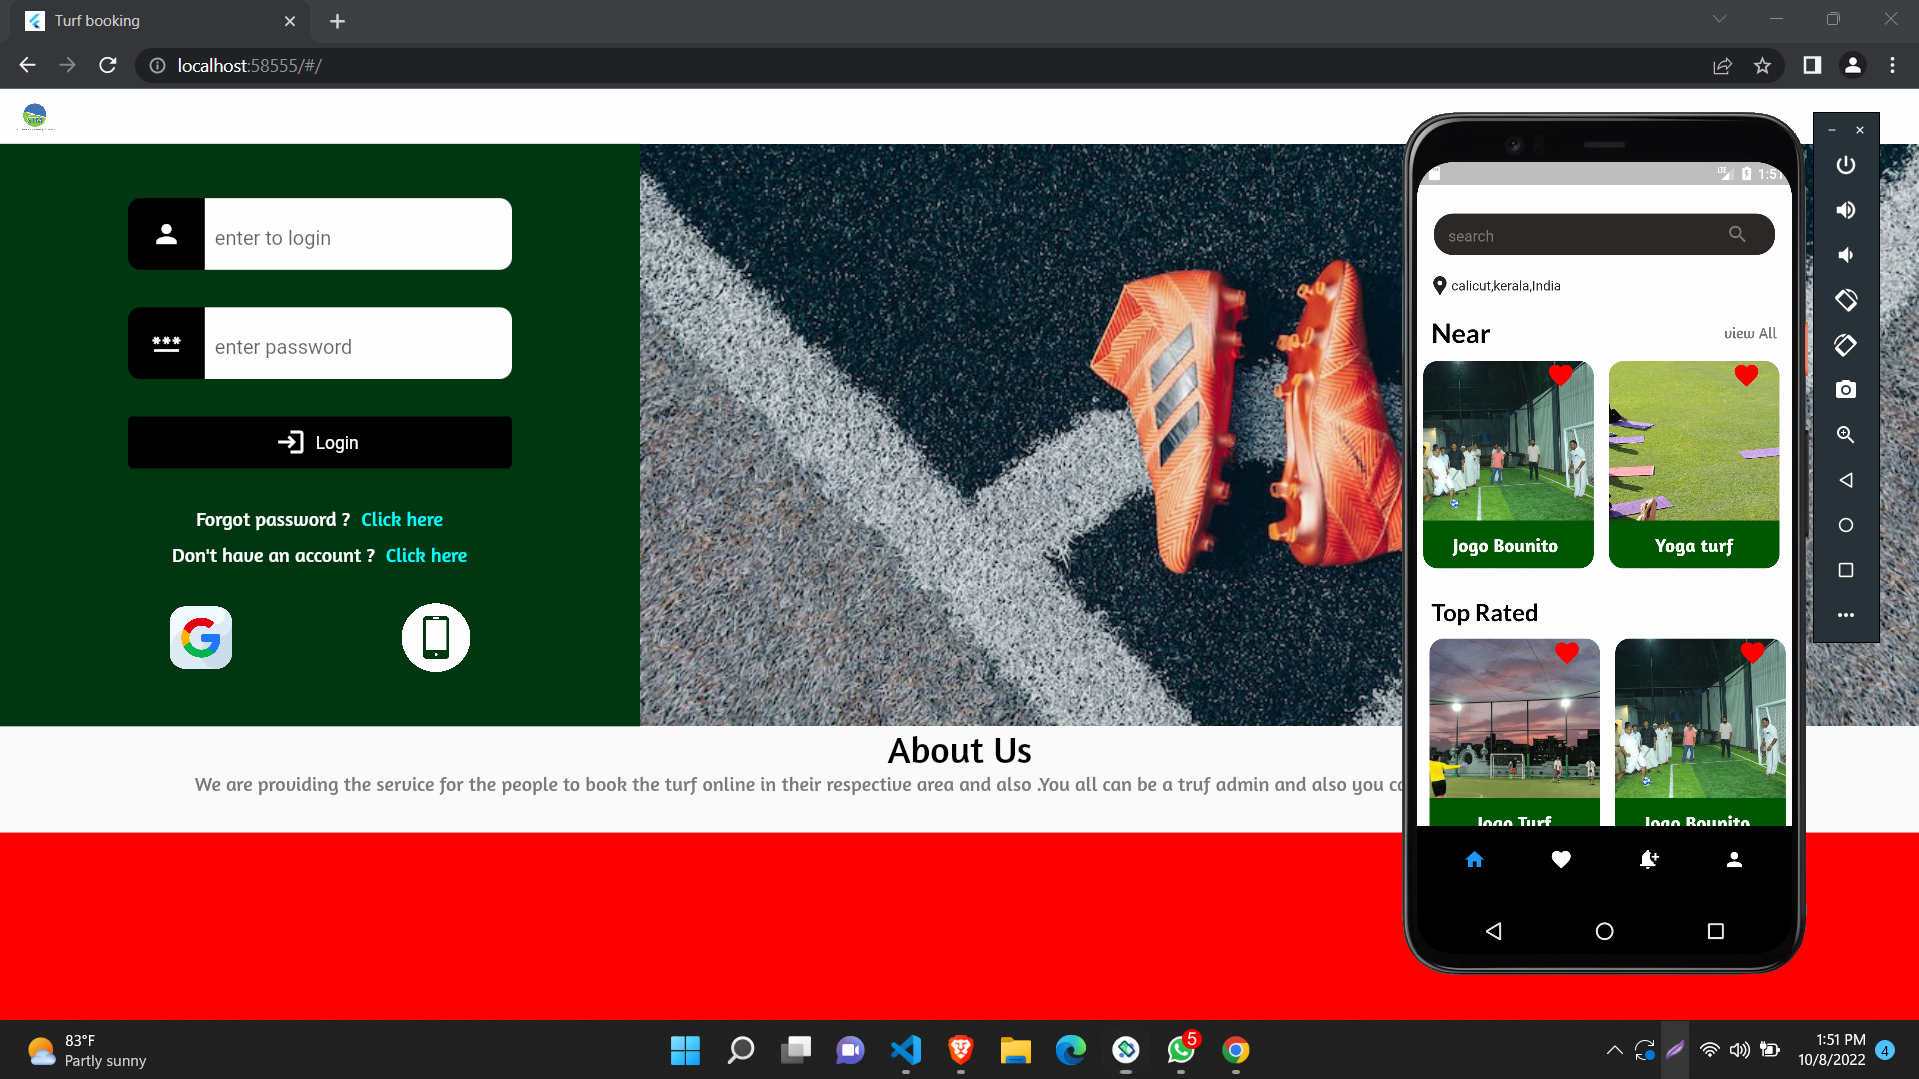 Turf booking
localhost:58555/#/
enter to login
enter password
Login
Forgot password ? Click here
Don't have an account ? Click here
About Us
We are providing the service for the people to book the turf online in their respective area and also .You all can be a truf admin and also you
LTE 1:51
search
calicut,kerala,India
Near
view All
Jogo Bounito
Yoga turf
Top Rated
Jogo Turf
Jogo Bounito
83°F
Partly sunny
5
1:51 PM
10/8/2022
4